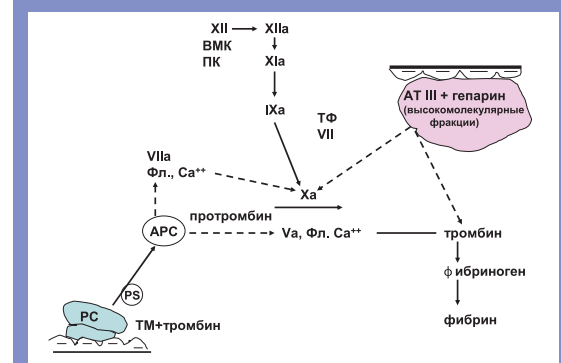 XII XIIa
ВМК
ПК XIa
IXa
ТФ
VII
АТ III + гепарин
(высокомолекулярные
фракции)
VIIa
Фл., Ca++
Xa
протромбин
APC
Va, Фл. Ca++
тромбин
PS
фибриноген
PC
ТМ+тромбин
фибрин